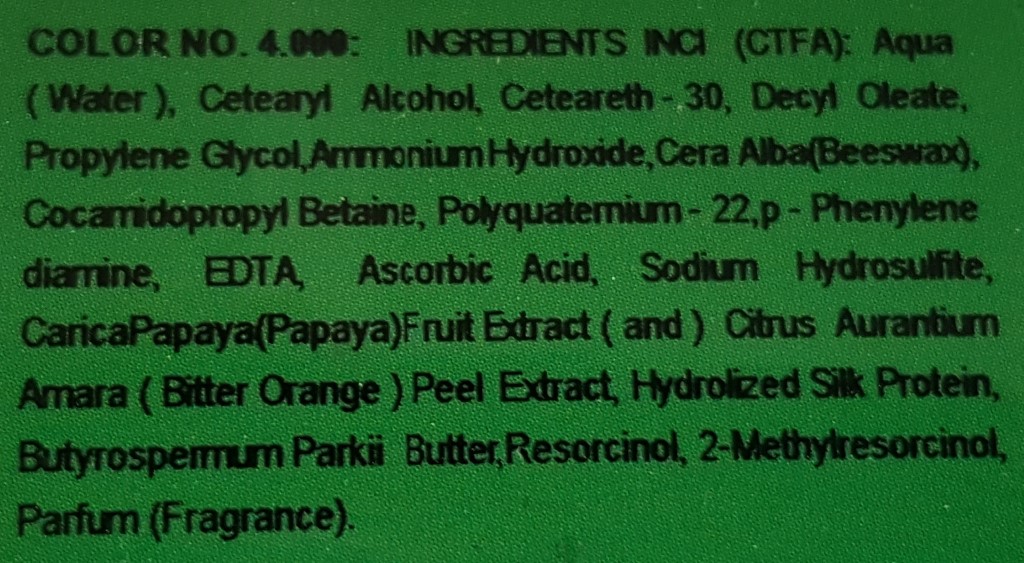 COLOR NO. 4.000: INGREDIENTS INCI (CTFA): Aqua
( Water ), Cetearyl Alcohol, Ceteareth - 30, Decyl Oleate,
Propylene Glycol,Ammonium Hydroxide,Cera Alba(Beeswax),
Cocamidopropyl Betaine, Polyquaternium - 22,p - Phenylene
diamine, EDTA, Ascorbic Acid, Sodium Hydrosulfite,
CaricaPapaya(Papaya)Fruit Extract ( and ) Citrus Aurantium
Amara ( Bitter Orange ) Peel Extract, Hydrolized Silk Protein,
Butyrospermum Parkii Butter,Resorcinol, 2-Methylresorcinol,
Parfum (Fragrance).